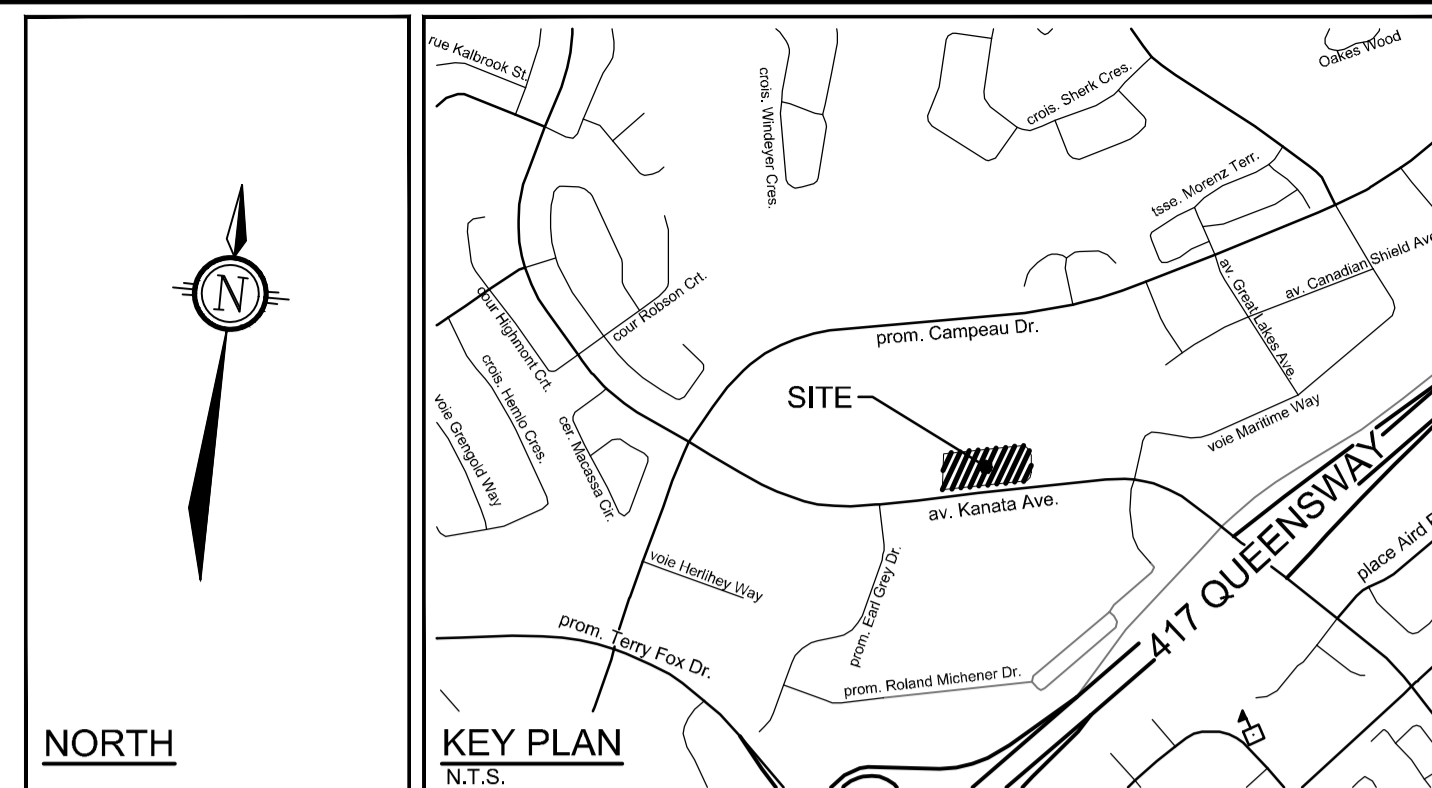 rue Kalbrook St.
crois. Windeyer Cres.
crois. Sherk Cres.
Oakes Wood
tsse. Morenz Terr.
av. Great Lakes Ave.
av. Canadian Shield Ave
cour Highmont Crt.
cour Robson Crt.
crois. Hemlo Cres.
voie Grengold Way
cer. Macassa Cir.
prom. Campeau Dr.
SITE
voie Maritime Way
av. Kanata Ave.
417 QUEENSWAY
place Aird
voie Herlihey Way
prom. Earl Grey Dr.
prom. Terry Fox Dr.
prom. Roland Michener Dr.
N
NORTH
KEY PLAN
N.T.S.